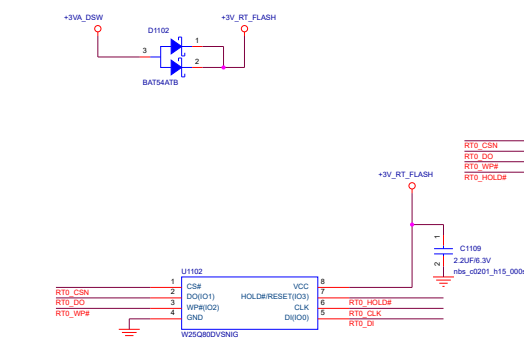 +3VA_DSW
+3V_RT_FLASH
D1102
1
3
2
BAT54ATB
RT0_CSN
RT0_DO
RT0_WP#
RT0_HOLD#
+3V_RT_FLASH
1
C1109
2.2UF/6.3V
2
nbs_c0201_h15_000s
U1102
1 CS# VCC 8
RT0_CSN 2 DO(IO1) HOLD#/RESET(IO3) 7
RT0_DO 3 WP#(IO2) CLK 6 RT0_HOLD#
RT0_WP# 4 GND DI(IO0) 5 RT0_CLK
RT0_DI
W25Q80DVSNIG